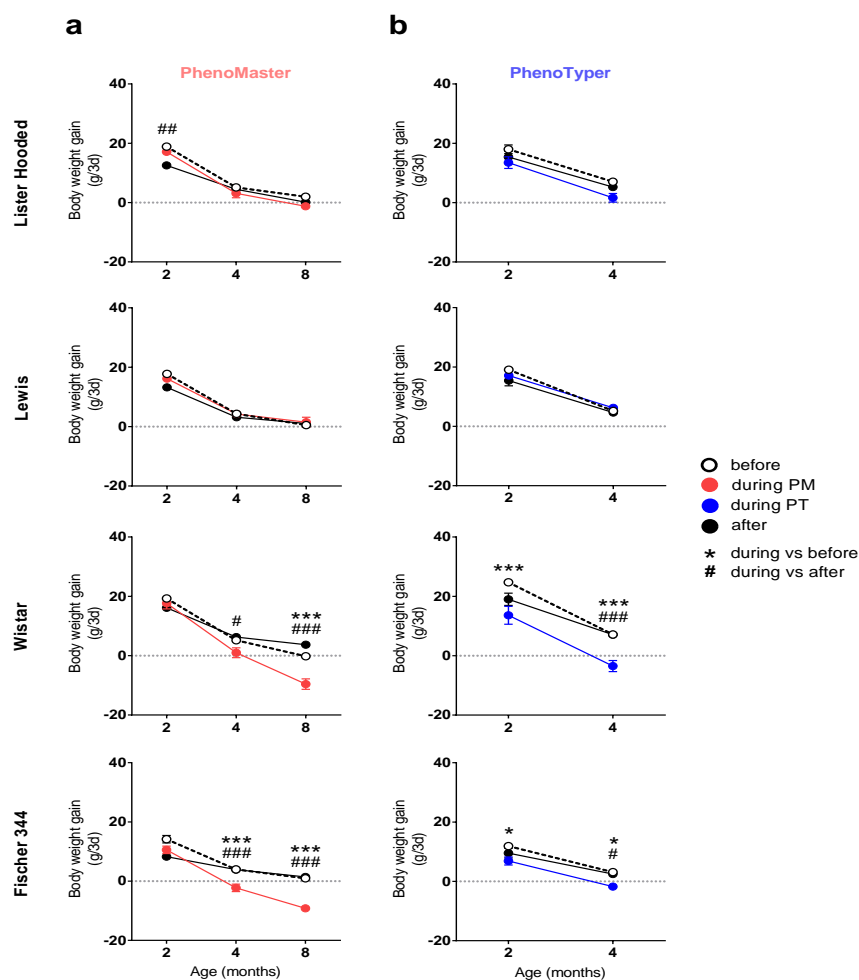 a
b
PhenoMaster
PhenoTyper
Lister Hooded
Body weight gain
(g/3d)
40
20
0
-20
##
2
4
8
Body weight gain
(g/3d)
40
20
0
-20
2
4
Lewis
Body weight gain
(g/3d)
40
20
0
-20
2
4
8
Body weight gain
(g/3d)
40
20
0
-20
2
4
before
during PM
during PT
after
* during vs before
# during vs after
Wistar
Body weight gain
(g/3d)
40
20
0
-20
#
***
###
2
4
8
Body weight gain
(g/3d)
40
20
0
-20
***
***
###
2
4
Fischer 344
Body weight gain
(g/3d)
40
20
0
-20
***
###
***
###
2
4
8
Age (months)
Body weight gain
(g/3d)
40
20
0
-20
*
*
#
2
4
Age (months)